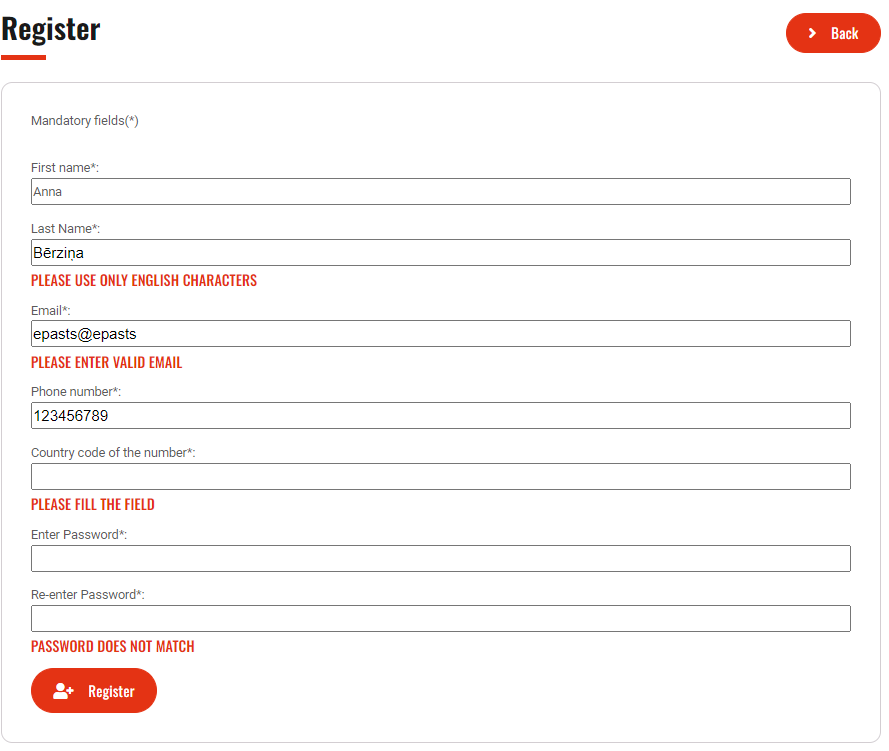 Register
Back
Mandatory fields(*)
First name*:
Anna
Last Name*:
Bērziņa
PLEASE USE ONLY ENGLISH CHARACTERS
Email*:
epasts@epasts
PLEASE ENTER VALID EMAIL
Phone number*:
123456789
Country code of the number*:
PLEASE FILL THE FIELD
Enter Password*:
Re-enter Password*:
PASSWORD DOES NOT MATCH
Register